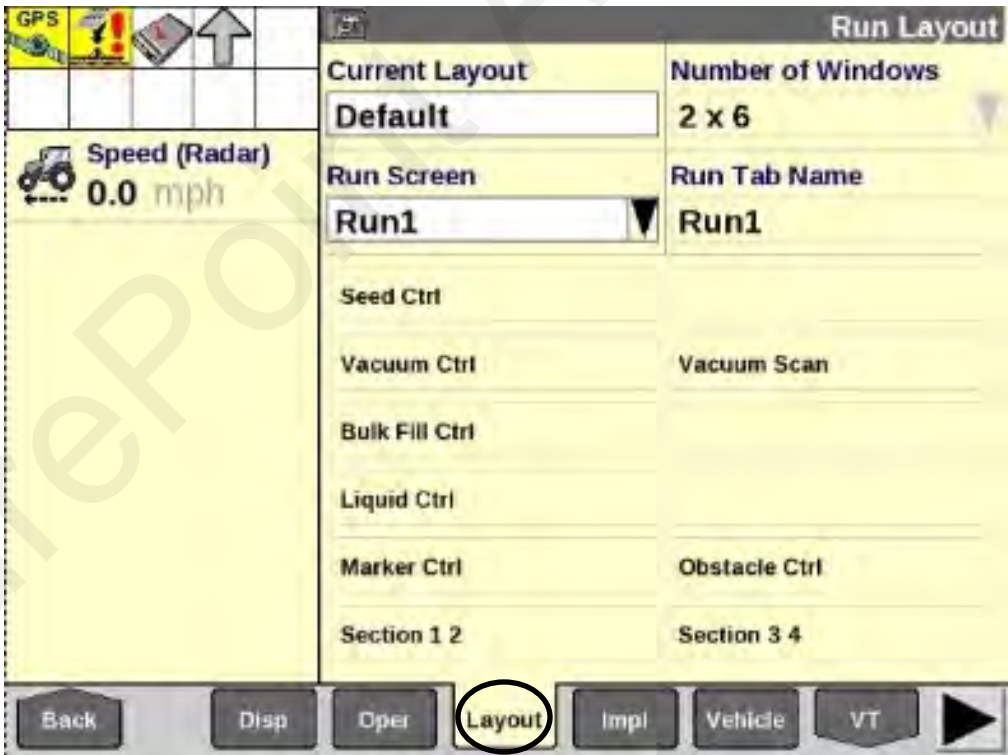 GPS
Run Layout
Current Layout
Number of Windows
Default
2 x 6
Speed (Radar)
0.0 mph
Run Screen
Run Tab Name
Run1
Run1
Seed Ctrl
Vacuum Ctrl
Vacuum Scan
Bulk Fill Ctrl
Liquid Ctrl
Marker Ctrl
Obstacle Ctrl
Section 1 2
Section 3 4
Back
Disp
Oper
Layout
Impl
Vehicle
VT